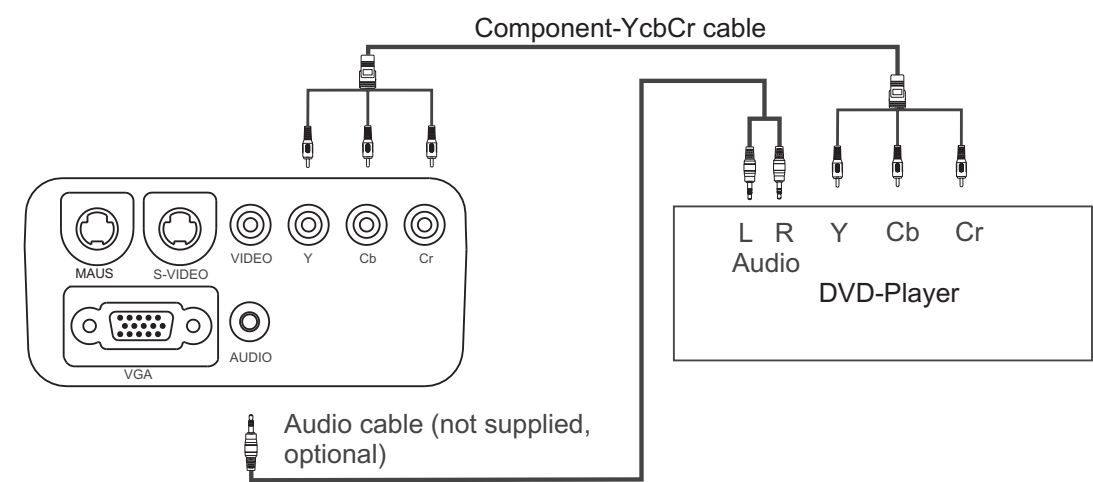 Component-YcbCr cable
MAUS
S-VIDEO
VIDEO
Y
Cb
Cr
VGA
AUDIO
L R Y Cb Cr
Audio
DVD-Player
Audio cable (not supplied,
optional)